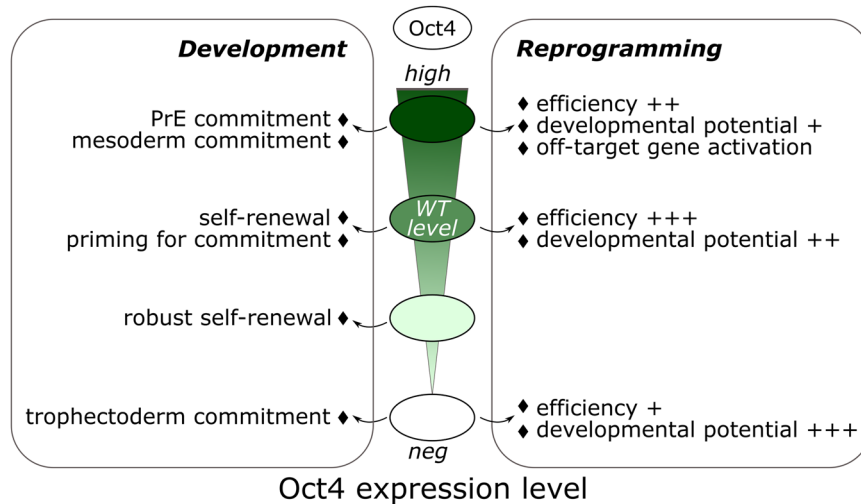 Oct4
Development
Reprogramming
high
PrE commitment ♦
mesoderm commitment ♦
♦ efficiency ++
♦ developmental potential +
♦ off-target gene activation
WT
level
self-renewal ♦
priming for commitment ♦
♦ efficiency +++
♦ developmental potential ++
robust self-renewal ♦
trophectoderm commitment ♦
♦ efficiency +
♦ developmental potential +++
neg
Oct4 expression level